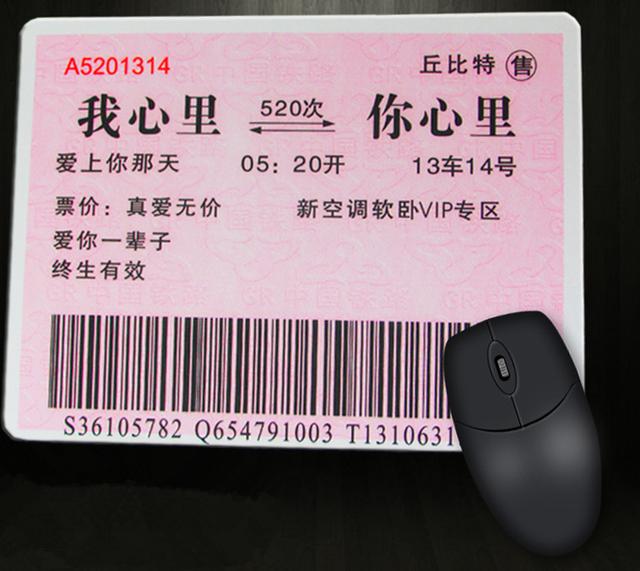 A5201314 丘比特 售
我心里 520次 你心里
爱上你那天 05：20开 13车14号
票价：真爱无价 新空调软卧VIP专区
爱你一辈子
终生有效
S36105782 Q654791003 T1310631